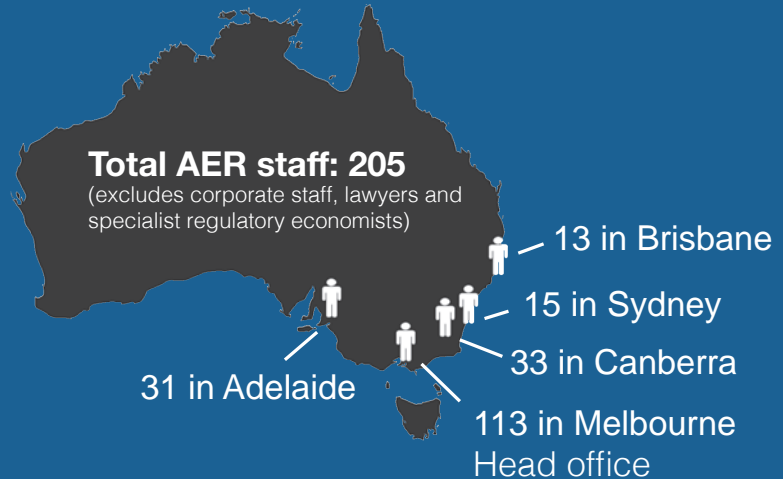 Total AER staff: 205
(excludes corporate staff, lawyers and
specialist regulatory economists)
13 in Brisbane
15 in Sydney
33 in Canberra
31 in Adelaide
113 in Melbourne
Head office